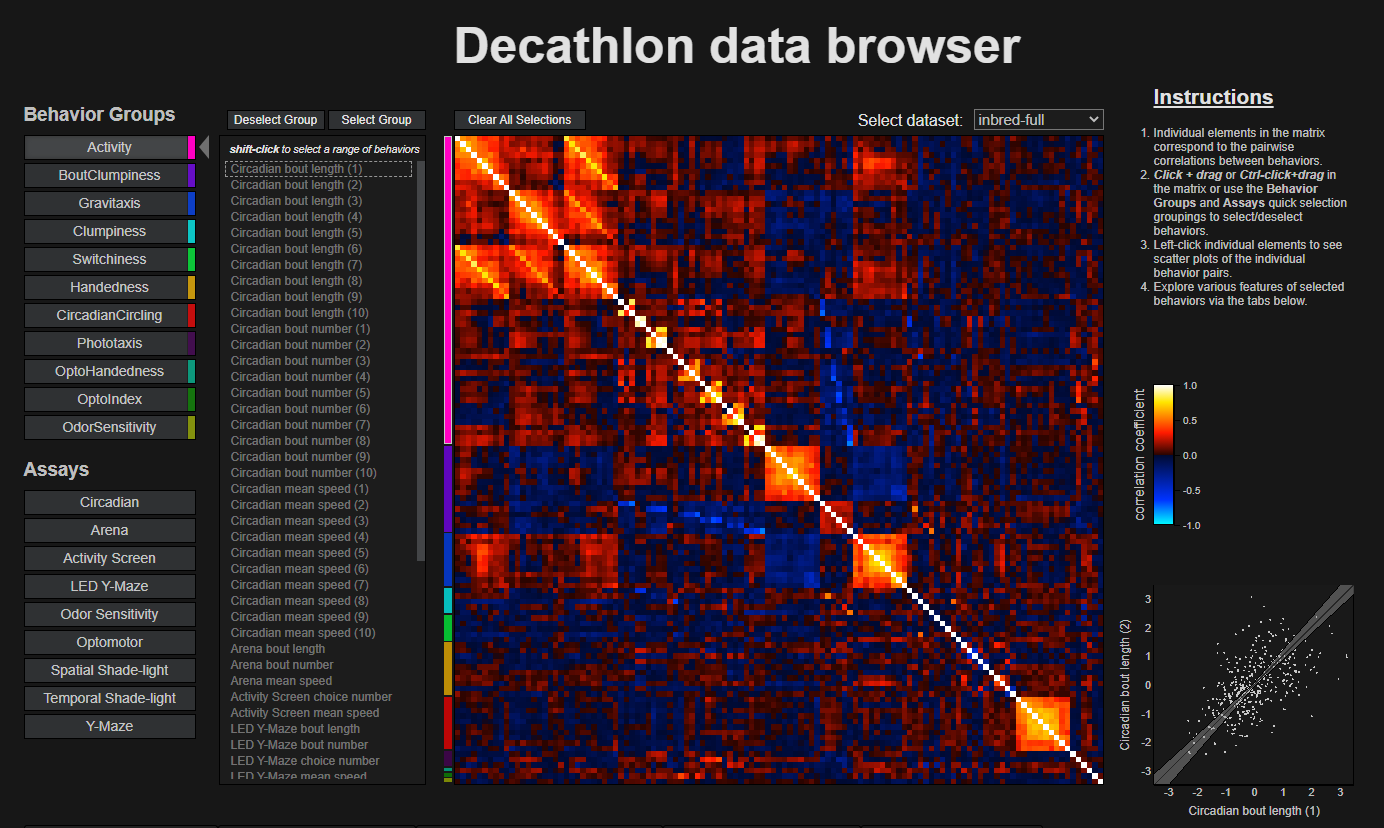 Decathlon data browser
Behavior Groups
Activity
BoutClumpiness
Gravitaxis
Clumpiness
Switchiness
Handedness
CircadianCircling
Phototaxis
OptoHandedness
OptoIndex
OdorSensitivity
Assays
Circadian
Arena
Activity Screen
LED Y-Maze
Odor Sensitivity
Optomotor
Spatial Shade-light
Temporal Shade-light
Y-Maze
Deselect Group
Select Group
shift-click to select a range of behaviors
Circadian bout length (1)
Circadian bout length (2)
Circadian bout length (3)
Circadian bout length (4)
Circadian bout length (5)
Circadian bout length (6)
Circadian bout length (7)
Circadian bout length (8)
Circadian bout length (9)
Circadian bout length (10)
Circadian bout number (1)
Circadian bout number (2)
Circadian bout number (3)
Circadian bout number (4)
Circadian bout number (5)
Circadian bout number (6)
Circadian bout number (7)
Circadian bout number (8)
Circadian bout number (9)
Circadian bout number (10)
Circadian mean speed (1)
Circadian mean speed (2)
Circadian mean speed (3)
Circadian mean speed (4)
Circadian mean speed (5)
Circadian mean speed (6)
Circadian mean speed (7)
Circadian mean speed (8)
Circadian mean speed (9)
Circadian mean speed (10)
Arena bout length
Arena bout number
Arena mean speed
Activity Screen choice number
Activity Screen mean speed
LED Y-Maze bout length
LED Y-Maze bout number
LED Y-Maze choice number
LED Y-Maze mean speed
Clear All Selections
Select dataset:
inbred-full
Instructions
1. Individual elements in the matrix
correspond to the pairwise
correlations between behaviors.
2. Click + drag or Ctrl-click+drag in
the matrix or use the Behavior
Groups and Assays quick selection
groupings to select/deselect
behaviors.
3. Left-click individual elements to see
scatter plots of the individual
behavior pairs.
4. Explore various features of selected
behaviors via the tabs below.
correlation coefficient
1.0
0.5
0.0
-0.5
-1.0
Circadian bout length (2)
3
2
1
0
-1
-2
-3
-3 -2 -1 0 1 2 3
Circadian bout length (1)